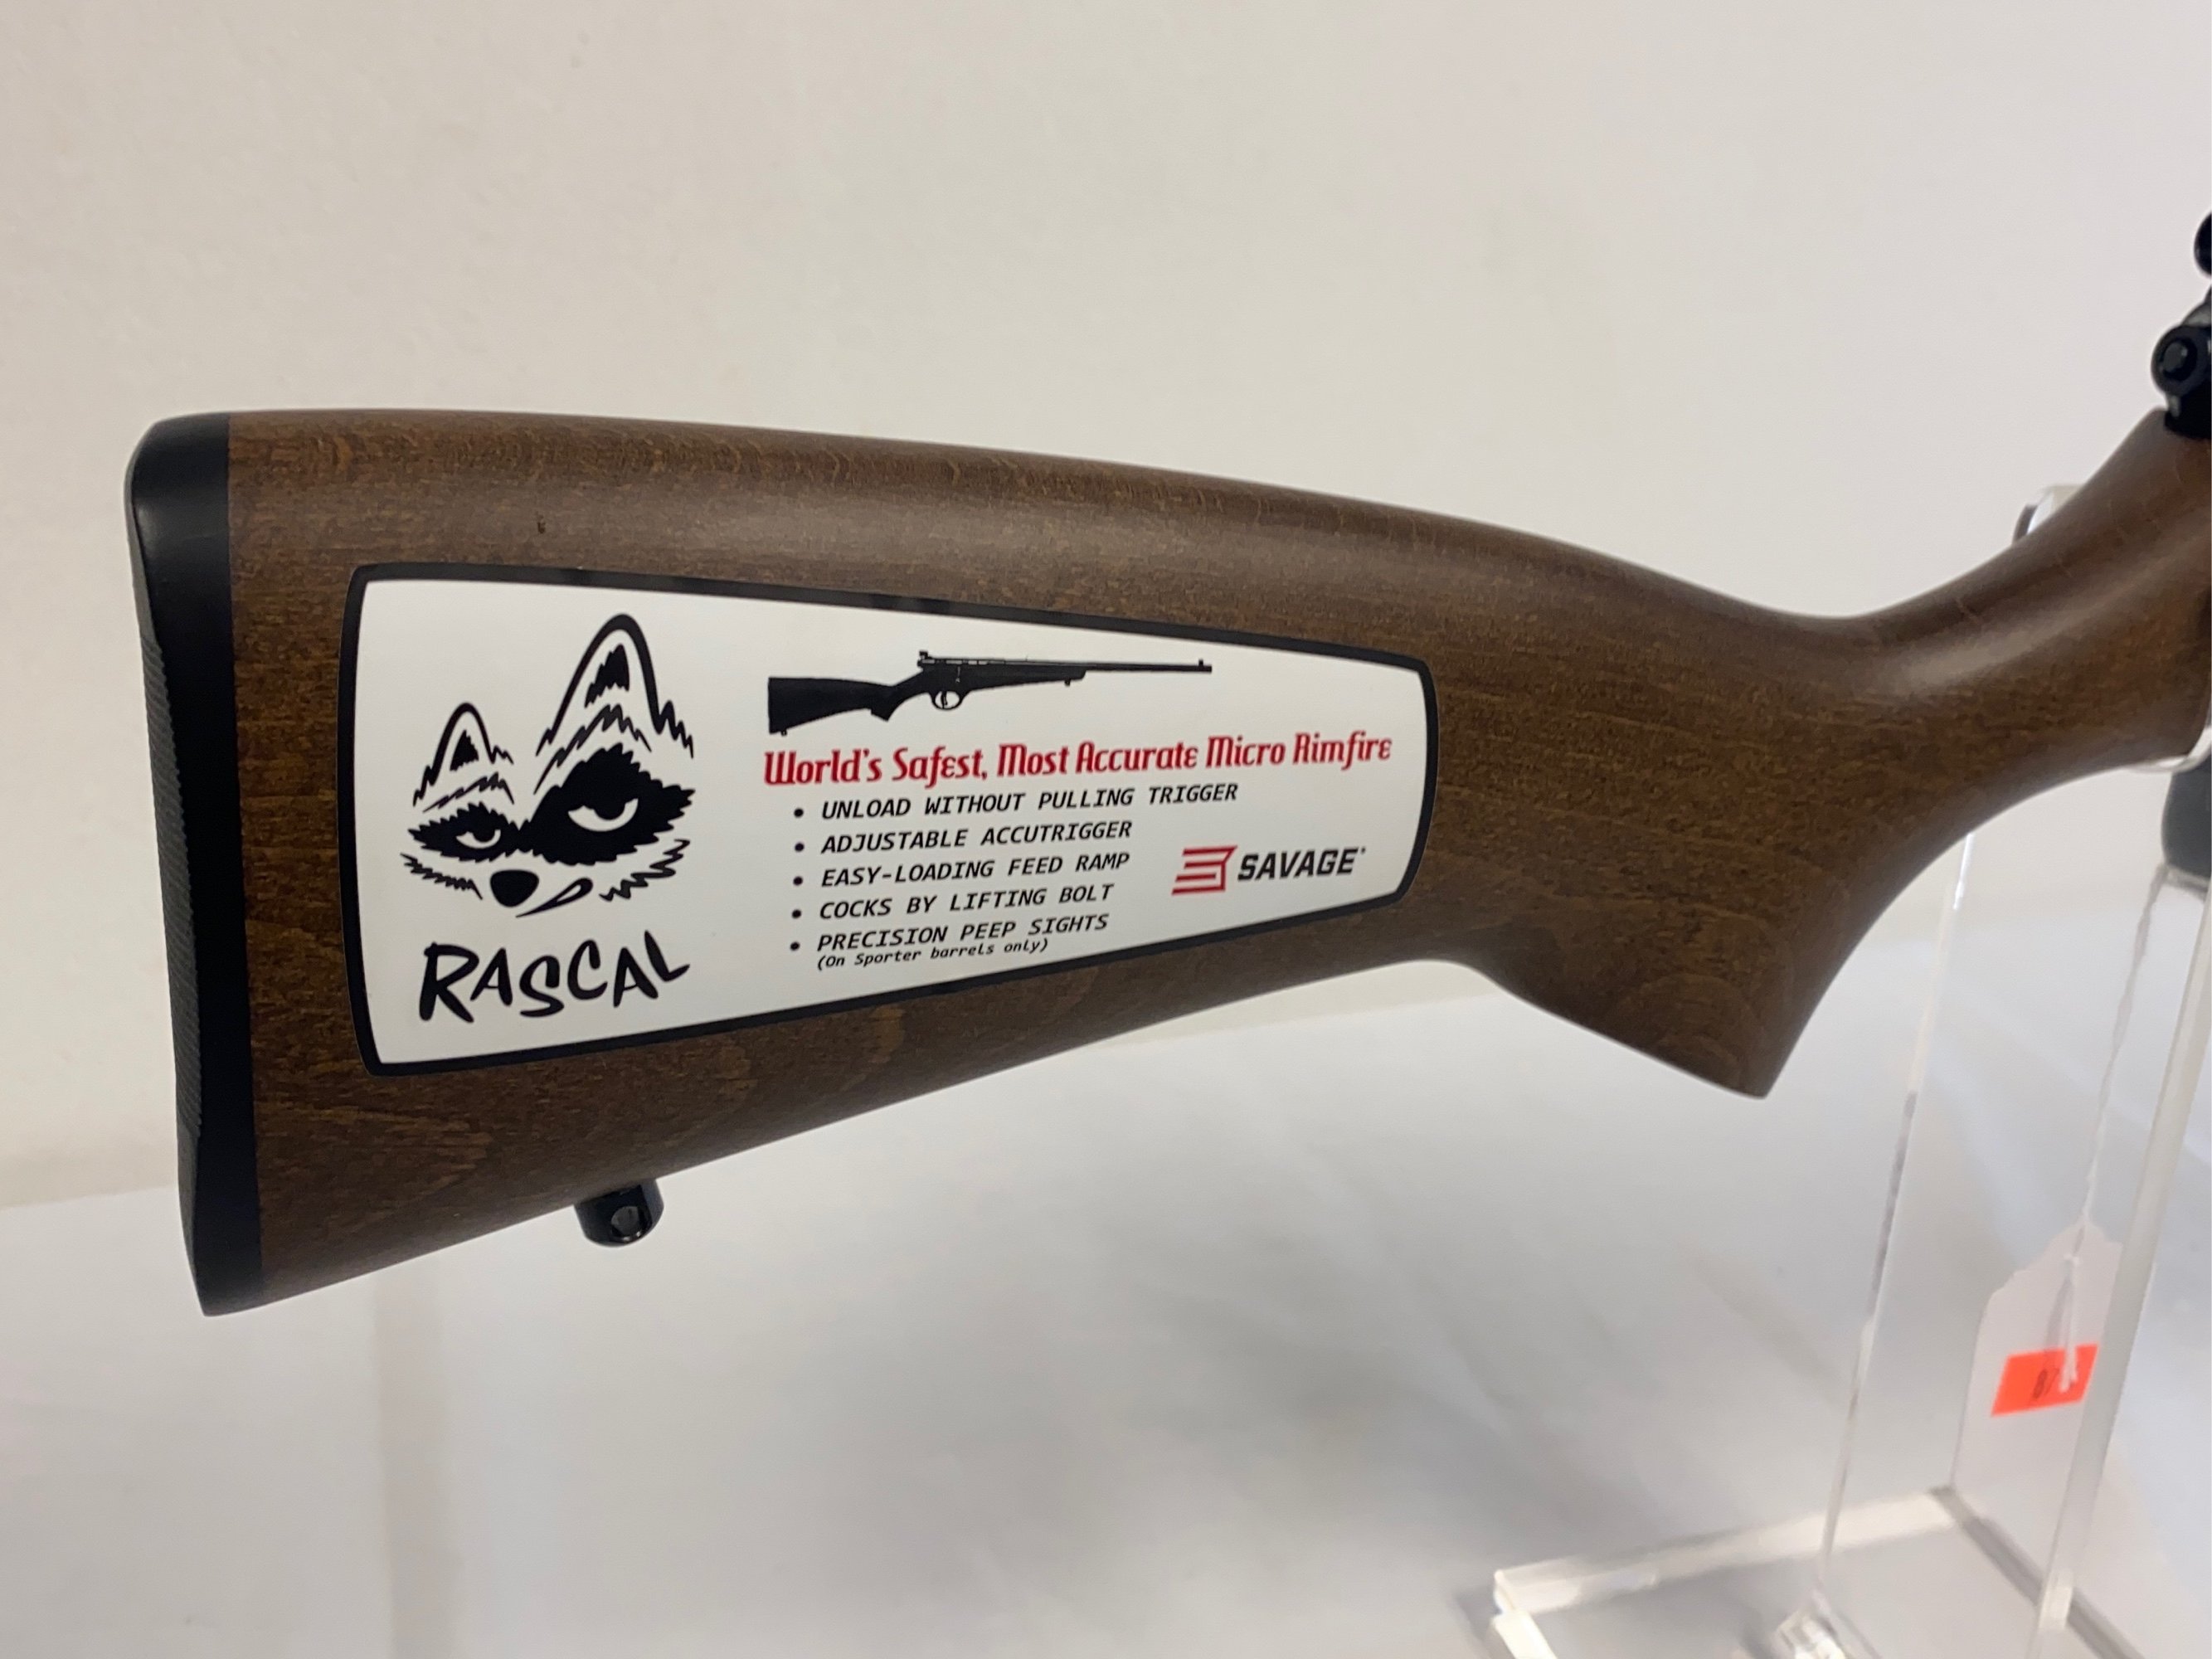 World's Safest, Most Accurate Micro Rimfire
• UNLOAD WITHOUT PULLING TRIGGER
• ADJUSTABLE ACCUTRIGGER
• EASY-LOADING FEED RAMP
• COCKS BY LIFTING BOLT
• PRECISION PEEP SIGHTS
(On Sporter barrels only)
SAVAGE
RASCAL